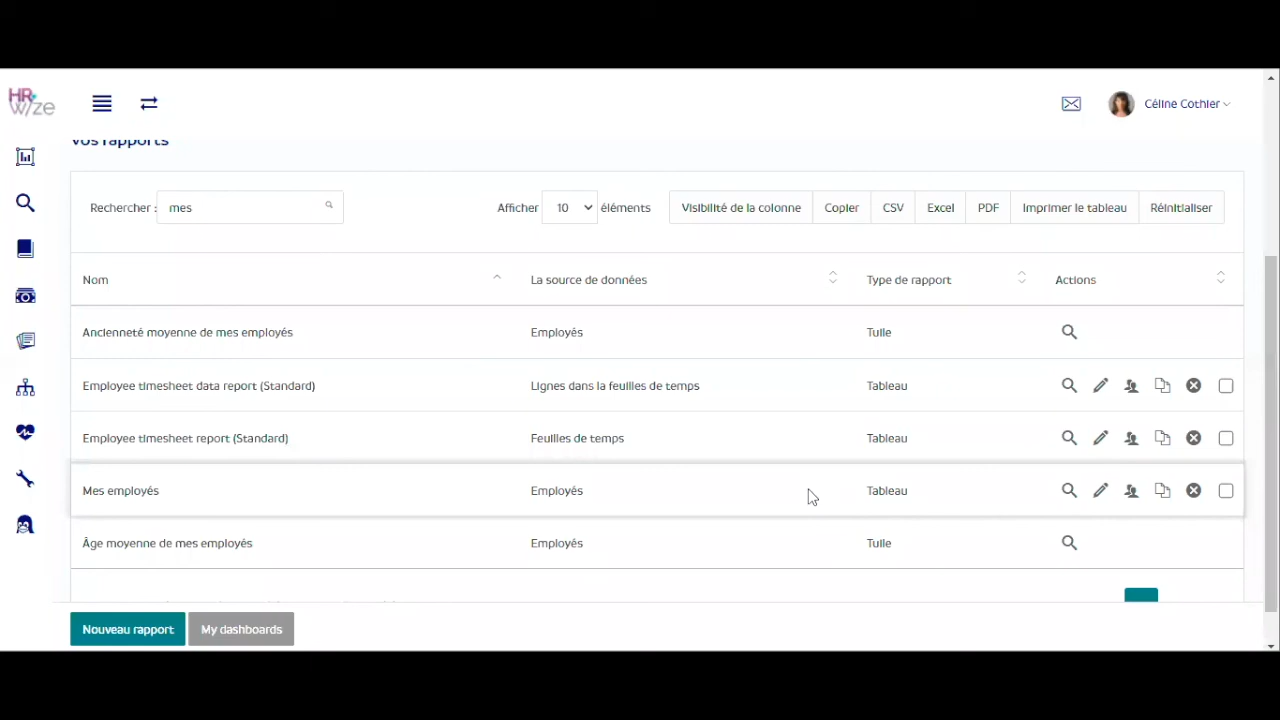 HR
wize
Céline Cothier
Vos rapports
Rechercher : mes
Afficher 10 éléments
Visibilité de la colonne
Copier
CSV
Excel
PDF
Imprimer le tableau
Réinitialiser
Nom
La source de données
Type de rapport
Actions
Ancienneté moyenne de mes employés
Employés
Tuile
Employee timesheet data report (Standard)
Lignes dans la feuilles de temps
Tableau
Employee timesheet report (Standard)
Feuilles de temps
Tableau
Mes employés
Employés
Tableau
Âge moyenne de mes employés
Employés
Tuile
Nouveau rapport
My dashboards